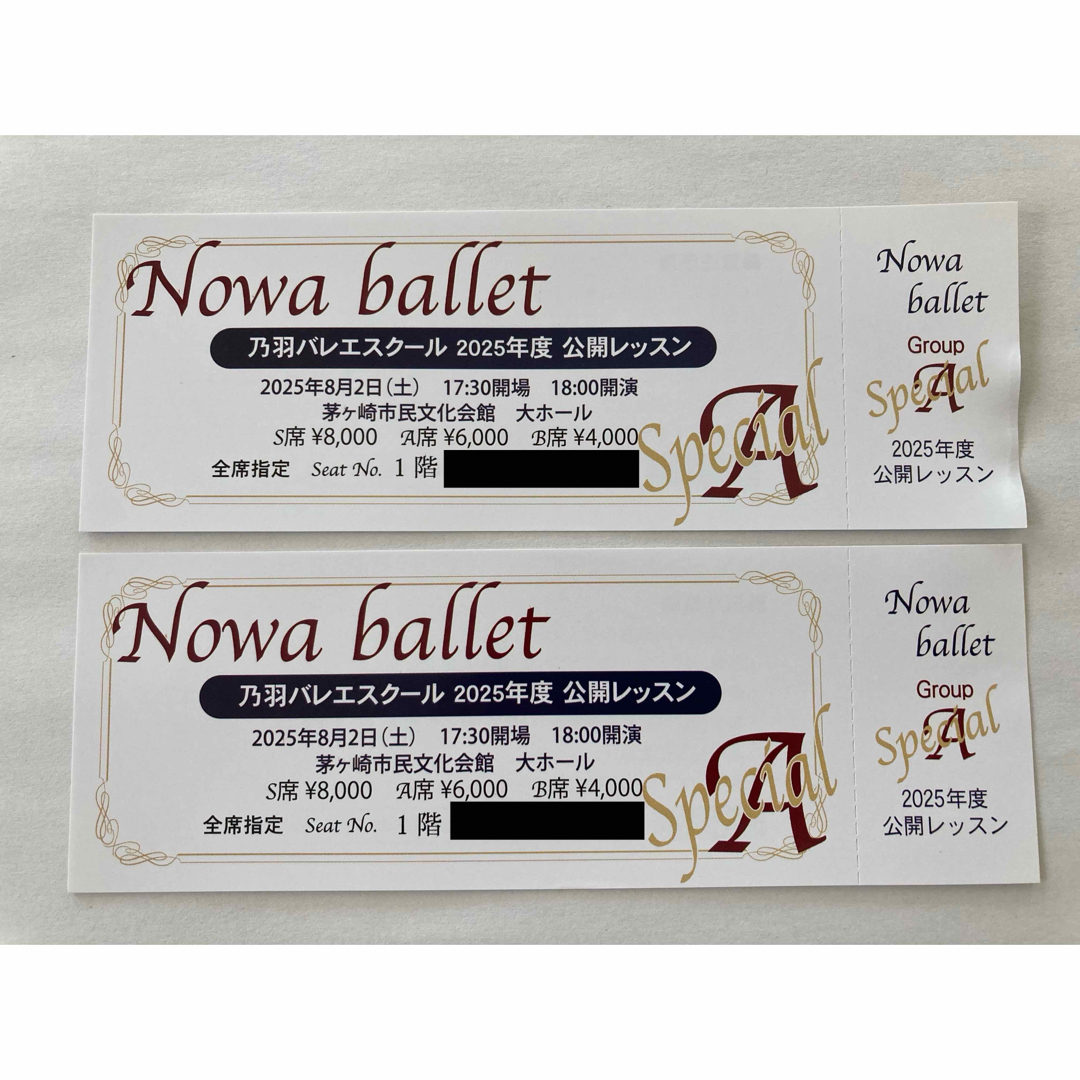 Nowa ballet
乃羽バレエスクール 2025年度 公開レッスン
2025年8月2日(土) 17:30開場 18:00開演
茅ヶ崎市民文化会館 大ホール
S席 ¥8,000 A席 ¥6,000 B席 ¥4,000
全席指定 Seat No. 1階
Special A
Nowa
ballet
Group
Special A
2025年度
公開レッスン
Nowa ballet
乃羽バレエスクール 2025年度 公開レッスン
2025年8月2日(土) 17:30開場 18:00開演
茅ヶ崎市民文化会館 大ホール
S席 ¥8,000 A席 ¥6,000 B席 ¥4,000
全席指定 Seat No. 1階
Special A
Nowa
ballet
Group
Special A
2025年度
公開レッスン